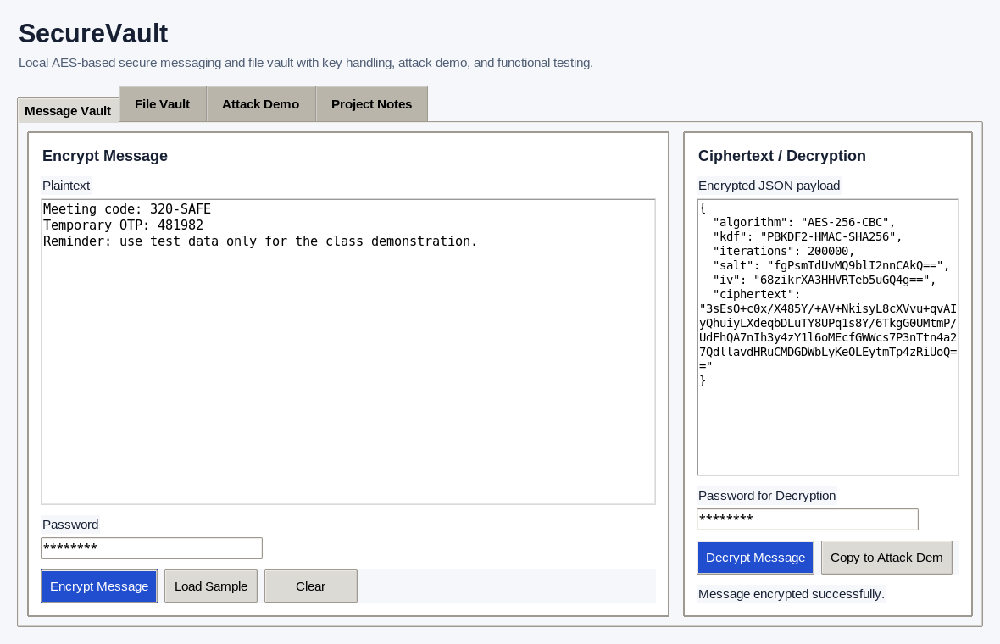 SecureVault
Local AES-based secure messaging and file vault with key handling, attack demo, and functional testing.
Message Vault
File Vault
Attack Demo
Project Notes
Encrypt Message
Plaintext
Meeting code: 320-SAFE
Temporary OTP: 481982
Reminder: use test data only for the class demonstration.
Password
********
Encrypt Message
Load Sample
Clear
Ciphertext / Decryption
Encrypted JSON payload
{
  "algorithm": "AES-256-CBC",
  "kdf": "PBKDF2-HMAC-SHA256",
  "iterations": 200000,
  "salt": "fgPsmTdUvMQ9blI2nnCAkQ==",
  "iv": "68zikrXA3HHVRTeb5uGQ4g==",
  "ciphertext":
"3sEsO+c0x/X485Y/+AV+NkisyL8cXVvu+qvAI
yQhuiyLXdeqbDLuTY8UPq1s8Y/6TkgG0UMtmP/
UdFhQA7nIh3y4zY1l6oMEcfGWWcs7P3nTtn4a2
7QdllavdHRuCMDGDWbLyKeOLEytmTp4zRiUoQ=
="
}
Password for Decryption
********
Decrypt Message
Copy to Attack Dem
Message encrypted successfully.